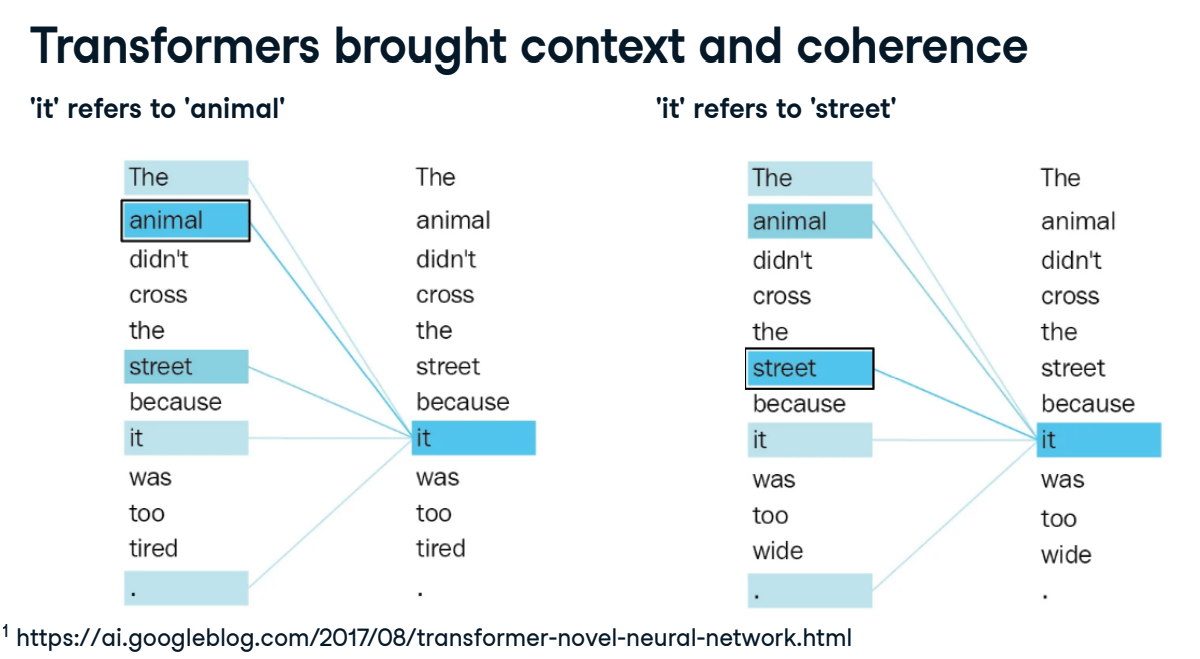 Transformers brought context and coherence
'it' refers to 'animal'
The
animal
didn't
cross
the
street
because
it
was
too
tired
.
The
animal
didn't
cross
the
street
because
it
was
too
tired
.
'it' refers to 'street'
The
animal
didn't
cross
the
street
because
it
was
too
wide
.
The
animal
didn't
cross
the
street
because
it
was
too
wide
.
1 https://ai.googleblog.com/2017/08/transformer-novel-neural-network.html